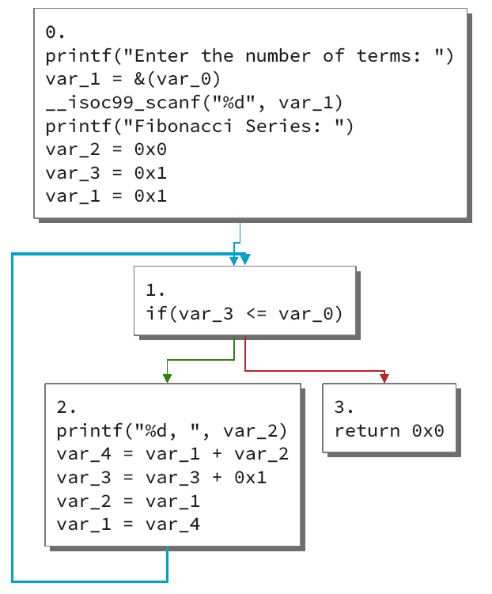 0.
printf("Enter the number of terms: ")
var_1 = &(var_0)
__isoc99_scanf("%d", var_1)
printf("Fibonacci Series: ")
var_2 = 0x0
var_3 = 0x1
var_1 = 0x1
1.
if(var_3 <= var_0)
2.
printf("%d, ", var_2)
var_4 = var_1 + var_2
var_3 = var_3 + 0x1
var_2 = var_1
var_1 = var_4
3.
return 0x0